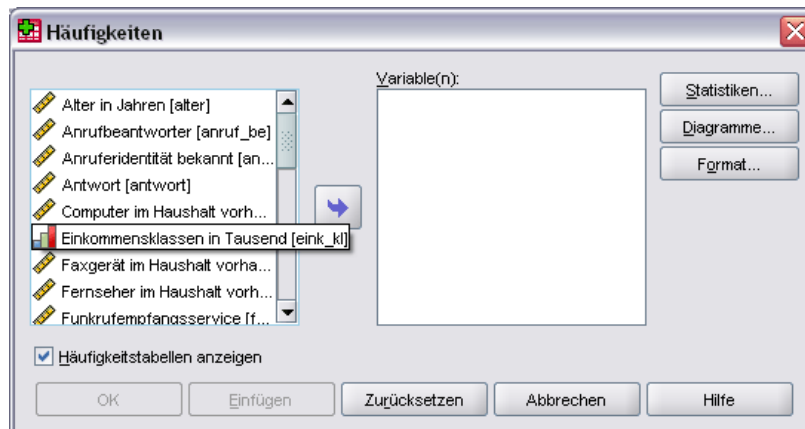 Häufigkeiten
Alter in Jahren [alter]
Anrufbeantworter [anruf_be]
Anruferidentität bekannt [an...
Antwort [antwort]
Computer im Haushalt vorh...
Einkommensklassen in Tausend [eink_kl]
Faxgerät im Haushalt vorha...
Fernseher im Haushalt vorh...
Funkrufempfangsservice [f...
Variable(n):
Statistiken...
Diagramme...
Format...
Häufigkeitstabellen anzeigen
OK
Einfügen
Zurücksetzen
Abbrechen
Hilfe